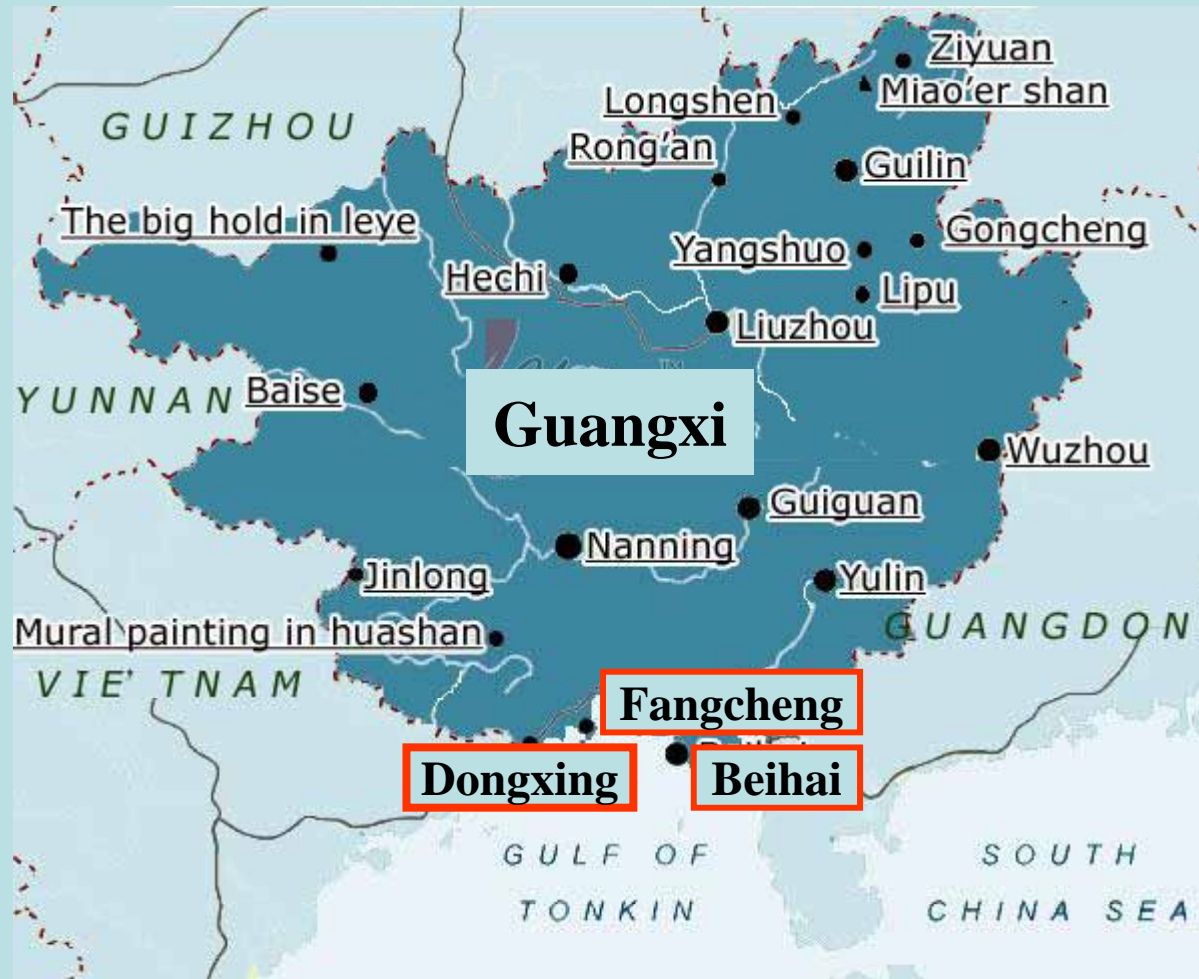 Ziyuan
Miao'er shan
Longshen
GUIZHOU
Rong'an
Guilin
The big hold in leye
Gongcheng
Yangshuo
Hechi
Lipu
Liuzhou
TM
YUNNAN
Baise
Guangxi
Wuzhou
Guiguan
Nanning
Jinlong
Yulin
GUANGDON
Mural painting in huashan
VIE' TNAM
Fangcheng
Dongxing
Beihai
GULF OF
TONKIN
SOUTH
CHINA SEA